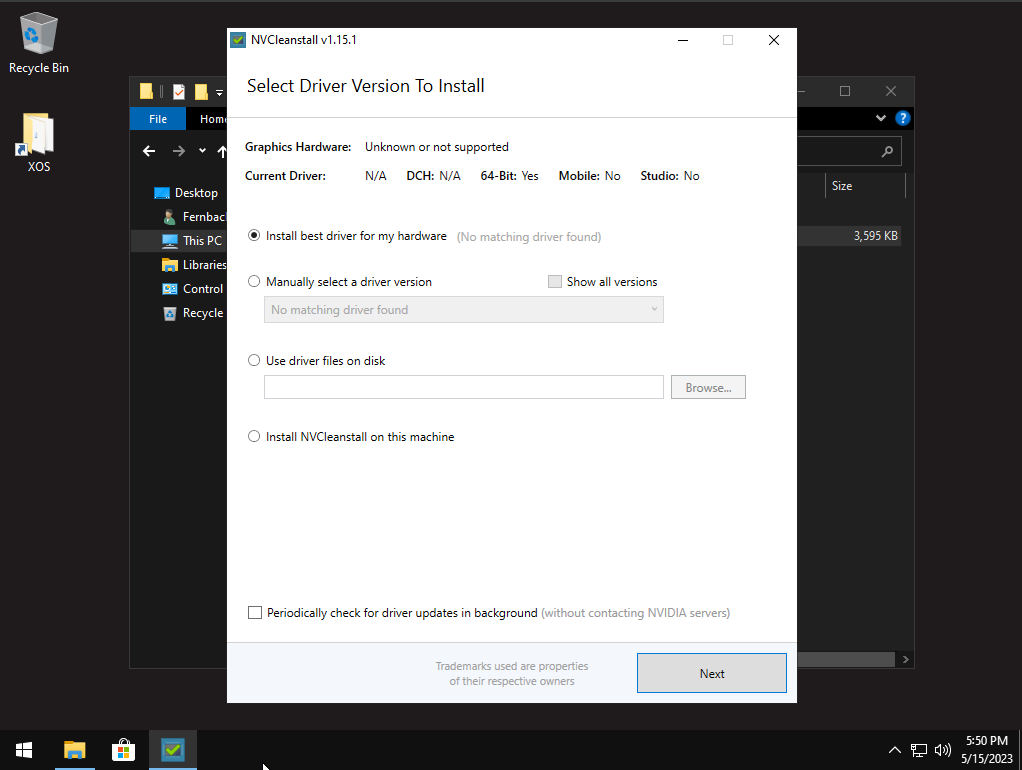 Recycle Bin
XOS
NVCleanstall v1.15.1
Select Driver Version To Install
File
Home
?
Graphics Hardware: Unknown or not supported
Current Driver: N/A DCH: N/A 64-Bit: Yes Mobile: No Studio: No
Size
3,595 KB
Desktop
Fernbac
This PC
Libraries
Control
Recycle
Install best driver for my hardware (No matching driver found)
Manually select a driver version
Show all versions
No matching driver found
Use driver files on disk
Browse...
Install NVCleanstall on this machine
Periodically check for driver updates in background (without contacting NVIDIA servers)
Trademarks used are properties
of their respective owners
Next
5:50 PM
5/15/2023